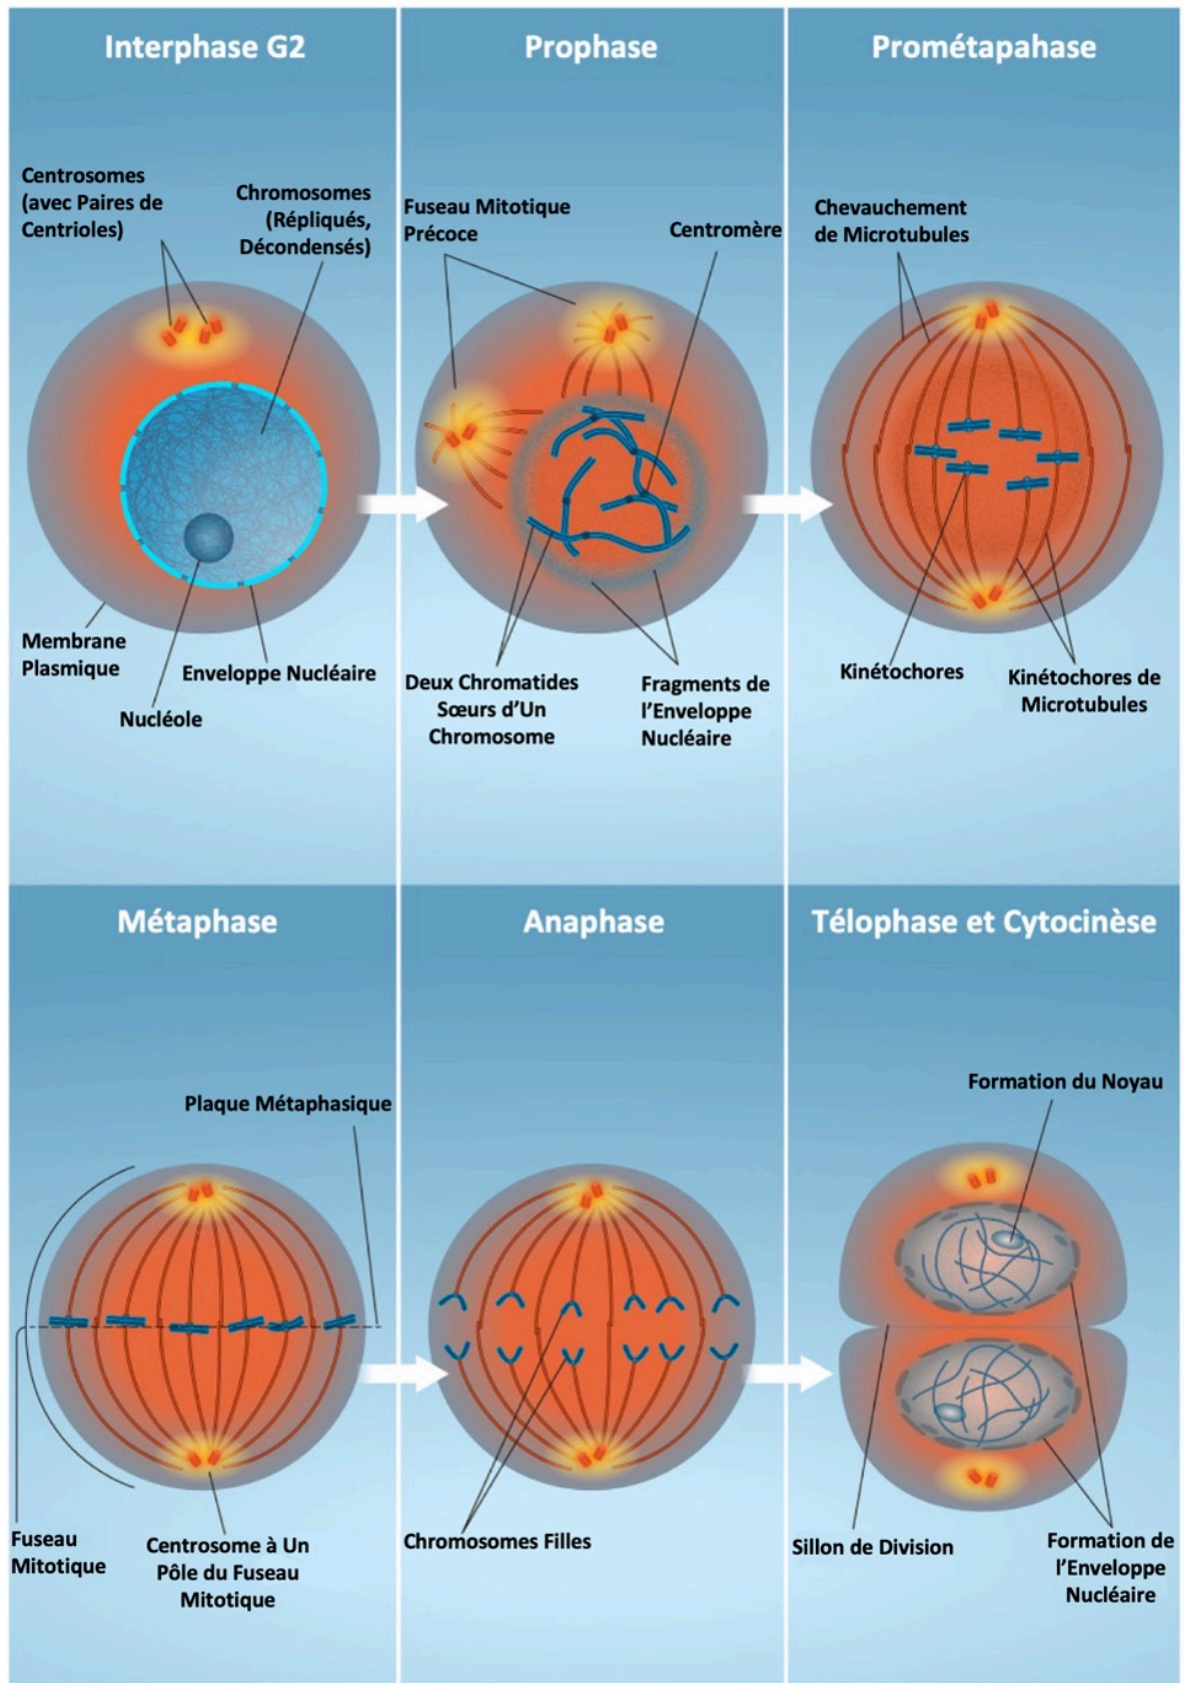 Interphase G2
Centrosomes
(avec Paires de
Centrioles)
Chromosomes
(Répliqués,
Décondensés)
Membrane
Plasmique
Enveloppe Nucléaire
Nucléole
Prophase
Fuseau Mitotique
Précoce
Centromère
Deux Chromatides
Sœurs d’Un
Chromosome
Fragments de
l’Enveloppe
Nucléaire
Prométapahase
Chevauchement
de Microtubules
Kinétochores
Kinétochores de
Microtubules
Métaphase
Plaque Métaphasique
Fuseau
Mitotique
Centrosome à Un
Pôle du Fuseau
Mitotique
Anaphase
Chromosomes Filles
Télophase et Cytocinèse
Formation du Noyau
Sillon de Division
Formation de
l’Enveloppe
Nucléaire